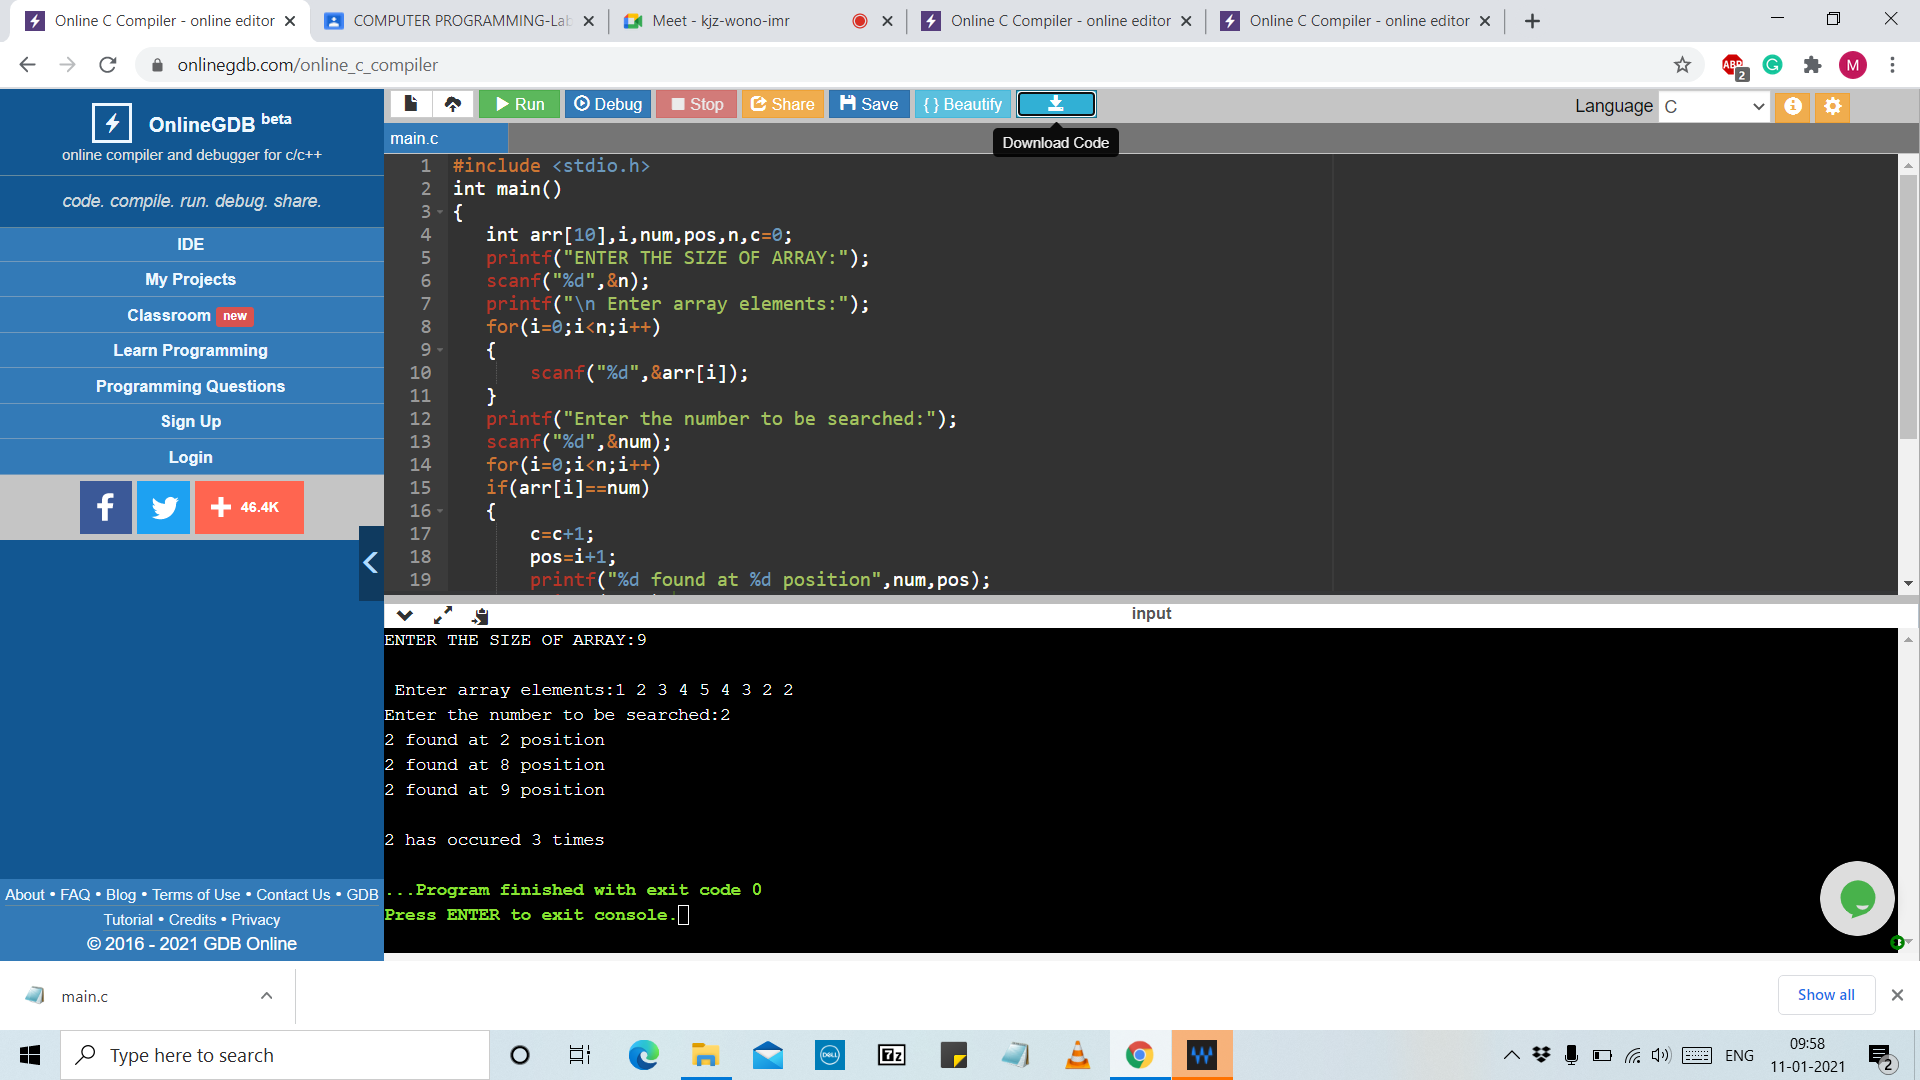 Online C Compiler - online editor
COMPUTER PROGRAMMING-Lab
Meet - kjz-wono-imr
Online C Compiler - online editor
Online C Compiler - online editor
onlinegdb.com/online_c_compiler
ABP
2
G
M
OnlineGDB beta
online compiler and debugger for c/c++
code. compile. run. debug. share.
IDE
My Projects
Classroom new
Learn Programming
Programming Questions
Sign Up
Login
f
46.4K
About • FAQ • Blog • Terms of Use • Contact Us • GDB
Tutorial • Credits • Privacy
© 2016 - 2021 GDB Online
Run Debug Stop Share Save { } Beautify
Language C
Download Code
main.c
1 #include <stdio.h>
2 int main()
3 {
4 int arr[10],i,num,pos,n,c=0;
5 printf("ENTER THE SIZE OF ARRAY:");
6 scanf("%d",&n);
7 printf("\n Enter array elements:");
8 for(i=0;i<n;i++)
9 {
10 scanf("%d",&arr[i]);
11 }
12 printf("Enter the number to be searched:");
13 scanf("%d",&num);
14 for(i=0;i<n;i++)
15 if(arr[i]==num)
16 {
17 c=c+1;
18 pos=i+1;
19 printf("%d found at %d position",num,pos);
input
ENTER THE SIZE OF ARRAY:9
Enter array elements:1 2 3 4 5 4 3 2 2
Enter the number to be searched:2
2 found at 2 position
2 found at 8 position
2 found at 9 position
2 has occured 3 times
...Program finished with exit code 0
Press ENTER to exit console.
main.c
Show all
Type here to search
DELL
7z
ENG
09:58
11-01-2021
2